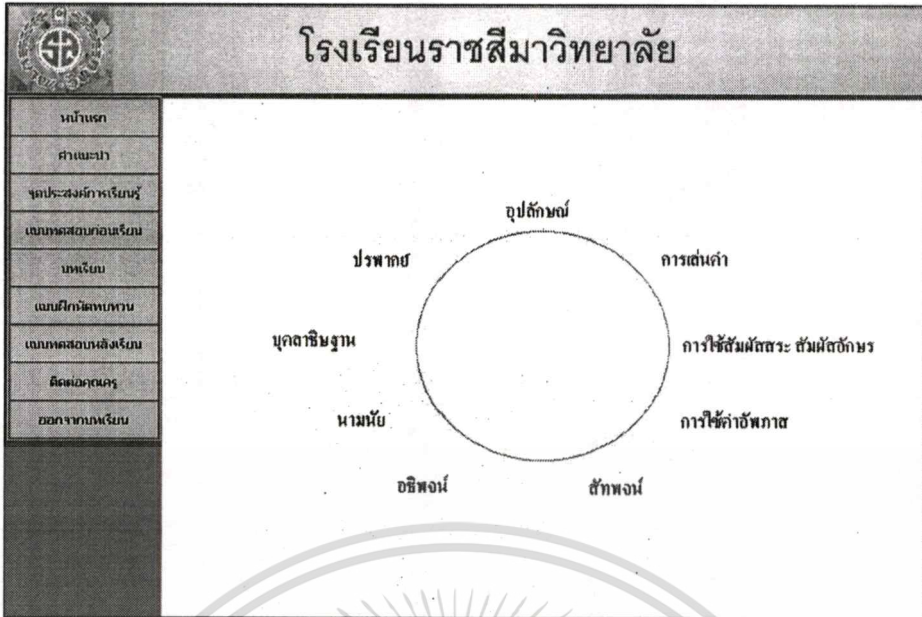 โรงเรียนราชสีมาวิทยาลัย
หน้าแรก
คำแนะนำ
จุดประสงค์การเรียนรู้
แบบทดสอบก่อนเรียน
บทเรียน
แบบฝึกหัดทบทวน
แบบทดสอบหลังเรียน
ติดต่อคุณครู
ออกจากบทเรียน
อุปลักษณ์
ปรพากย์
การเล่นคำ
บุคลาธิษฐาน
การใช้สัมผัสสระ สัมผัสอักษร
นามนัย
การใช้คำอัพภาส
อธิพจน์
สัทพจน์